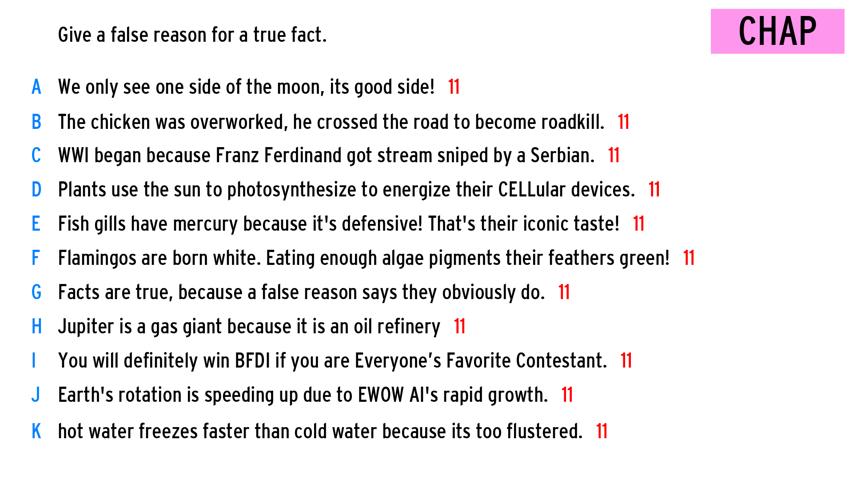 Give a false reason for a true fact.
CHAP
A We only see one side of the moon, its good side! 11
B The chicken was overworked, he crossed the road to become roadkill. 11
C WWI began because Franz Ferdinand got stream sniped by a Serbian. 11
D Plants use the sun to photosynthesize to energize their CELLular devices. 11
E Fish gills have mercury because it's defensive! That's their iconic taste! 11
F Flamingos are born white. Eating enough algae pigments their feathers green! 11
G Facts are true, because a false reason says they obviously do. 11
H Jupiter is a gas giant because it is an oil refinery 11
I You will definitely win BFDI if you are Everyone’s Favorite Contestant. 11
J Earth's rotation is speeding up due to EWOW AI's rapid growth. 11
K hot water freezes faster than cold water because its too flustered. 11